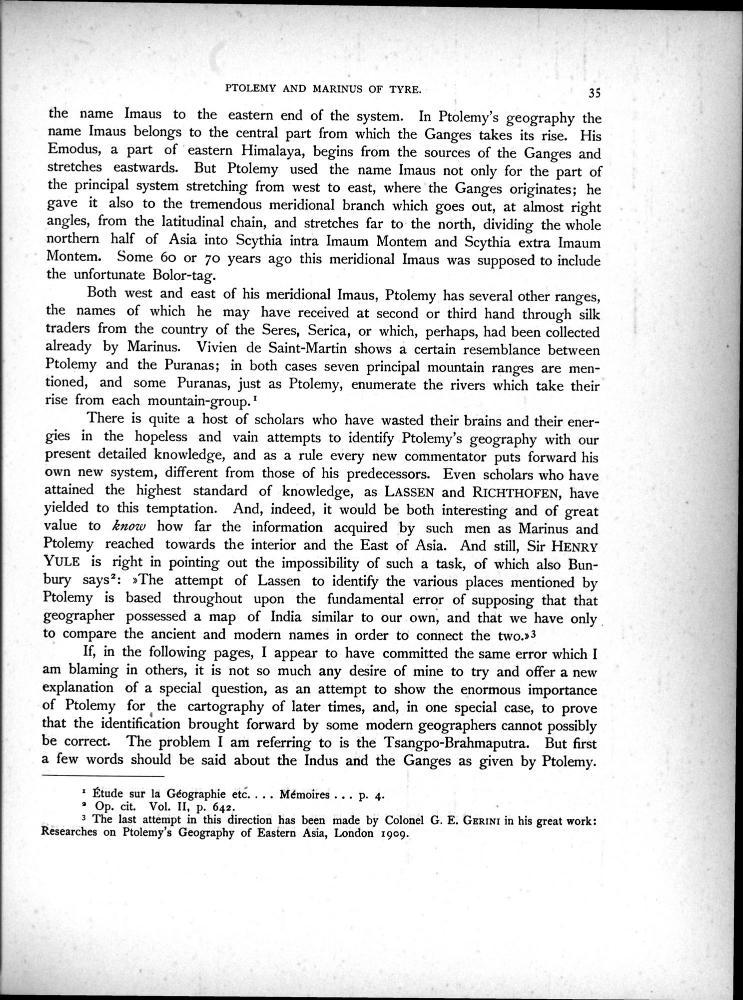 PTOLEMY AND MARINUS OF TYRE. 35
the name Imaus to the eastern end of the system. In Ptolemy's geography the
name Imaus belongs to the central part from which the Ganges takes its rise. His
Emodus, a part of eastern Himalaya, begins from the sources of the Ganges and
stretches eastwards. But Ptolemy used the name Imaus not only for the part of
the principal system stretching from west to east, where the Ganges originates; he
gave it also to the tremendous meridional branch which goes out, at almost right
angles, from the latitudinal chain, and stretches far to the north, dividing the whole
northern half of Asia into Scythia intra Imaum Montem and Scythia extra Imaum
Montem. Some 60 or 70 years ago this meridional Imaus was supposed to include
the unfortunate Bolor-tag.
Both west and east of his meridional Imaus, Ptolemy has several other ranges,
the names of which he may have received at second or third hand through silk
traders from the country of the Seres, Serica, or which, perhaps, had been collected
already by Marinus. Vivien de Saint-Martin shows a certain resemblance between
Ptolemy and the Puranas; in both cases seven principal mountain ranges are men-
tioned, and some Puranas, just as Ptolemy, enumerate the rivers which take their
rise from each mountain-group.¹
There is quite a host of scholars who have wasted their brains and their ener-
gies in the hopeless and vain attempts to identify Ptolemy's geography with our
present detailed knowledge, and as a rule every new commentator puts forward his
own new system, different from those of his predecessors. Even scholars who have
attained the highest standard of knowledge, as LASSEN and RICHTHOFEN, have
yielded to this temptation. And, indeed, it would be both interesting and of great
value to know how far the information acquired by such men as Marinus and
Ptolemy reached towards the interior and the East of Asia. And still, Sir HENRY
YULE is right in pointing out the impossibility of such a task, of which also Bun-
bury says²: »The attempt of Lassen to identify the various places mentioned by
Ptolemy is based throughout upon the fundamental error of supposing that that
geographer possessed a map of India similar to our own, and that we have only
to compare the ancient and modern names in order to connect the two.»³
If, in the following pages, I appear to have committed the same error which I
am blaming in others, it is not so much any desire of mine to try and offer a new
explanation of a special question, as an attempt to show the enormous importance
of Ptolemy for the cartography of later times, and, in one special case, to prove
that the identification brought forward by some modern geographers cannot possibly
be correct. The problem I am referring to is the Tsangpo-Brahmaputra. But first
a few words should be said about the Indus and the Ganges as given by Ptolemy.
¹ Étude sur la Géographie etc. . . . Mémoires . . . p. 4.
² Op. cit. Vol. II, p. 642.
³ The last attempt in this direction has been made by Colonel G. E. GERINI in his great work:
Researches on Ptolemy's Geography of Eastern Asia, London 1909.